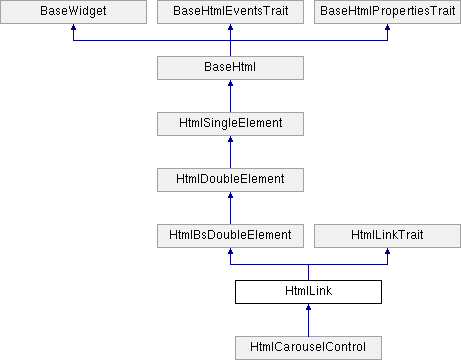 BaseWidget
BaseHtmlEventsTrait
BaseHtmlPropertiesTrait
BaseHtml
HtmlSingleElement
HtmlDoubleElement
HtmlBsDoubleElement
HtmlLinkTrait
HtmlLink
HtmlCarouselControl